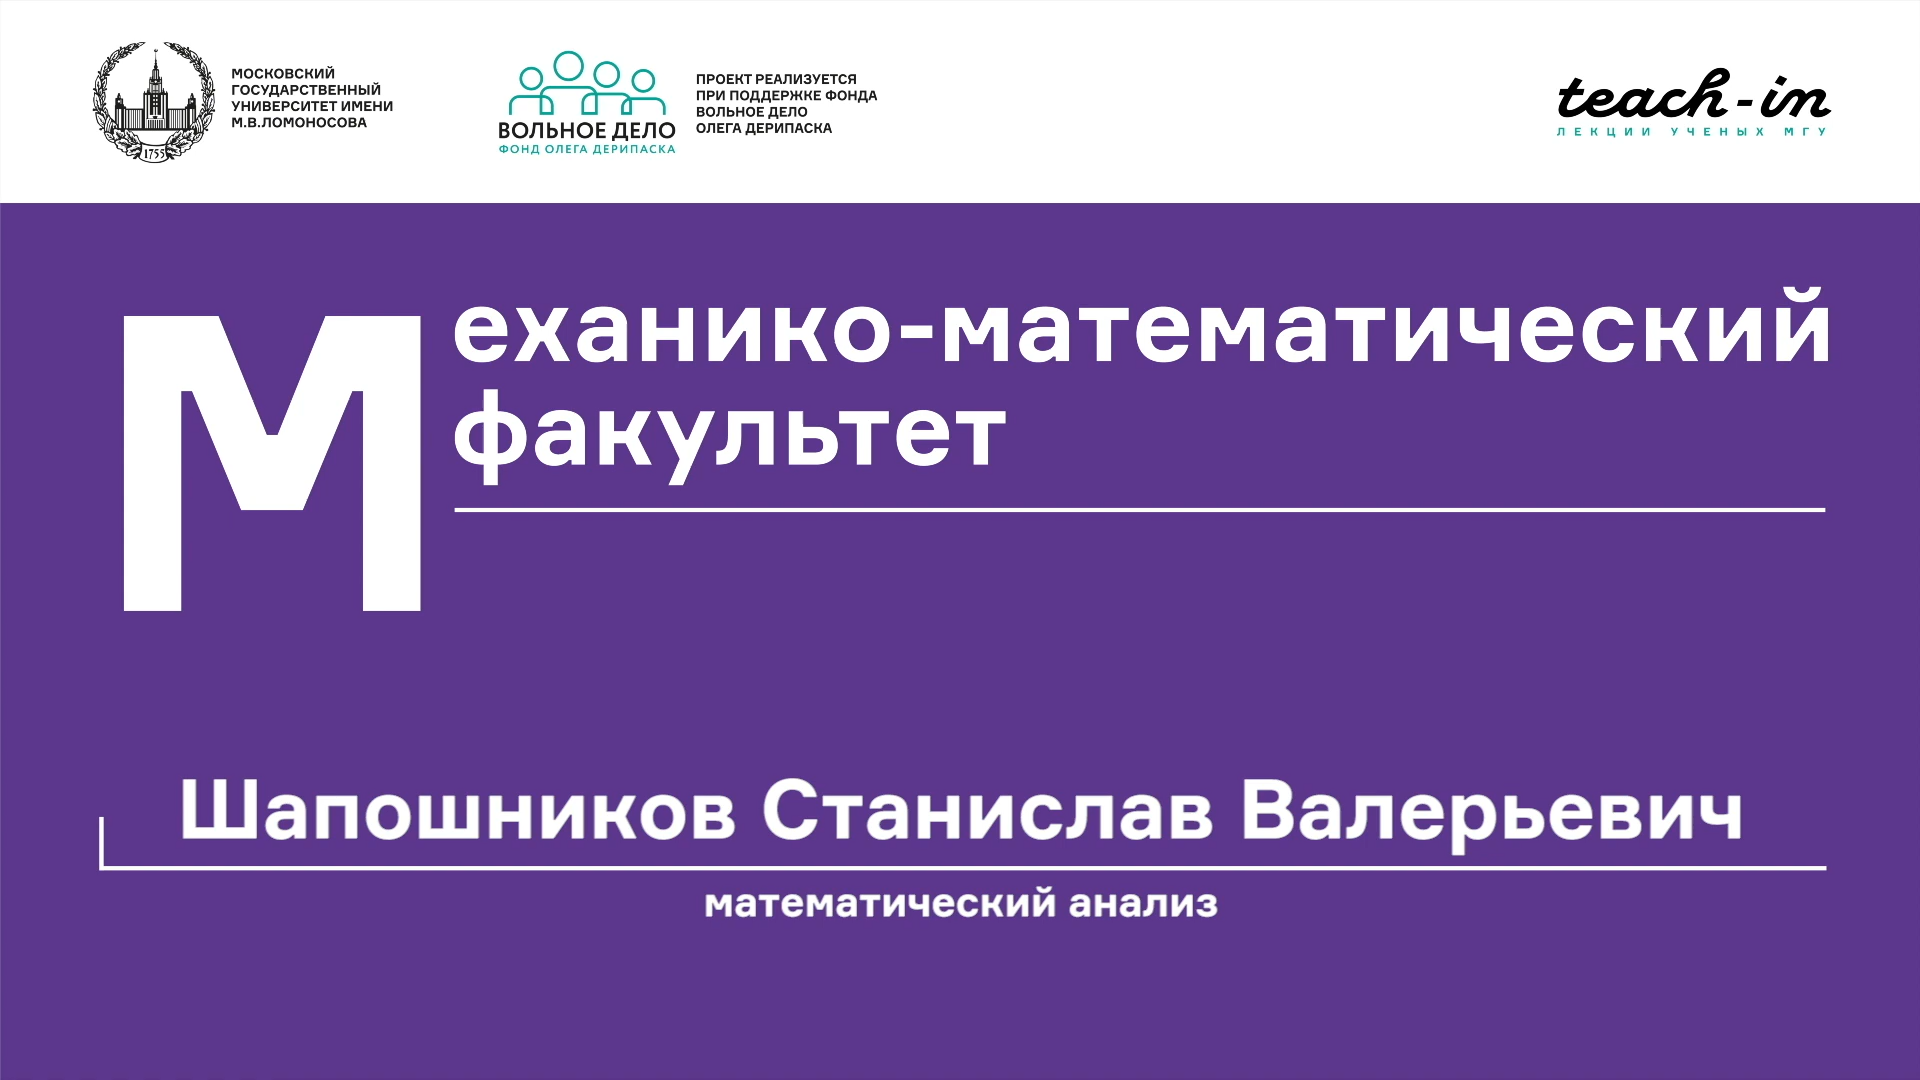 МОСКОВСКИЙ
ГОСУДАРСТВЕННЫЙ
УНИВЕРСИТЕТ ИМЕНИ
М.В.ЛОМОНОСОВА
1755
ВОЛЬНОЕ ДЕЛО
ФОНД ОЛЕГА ДЕРИПАСКА
ПРОЕКТ РЕАЛИЗУЕТСЯ
ПРИ ПОДДЕРЖКЕ ФОНДА
ВОЛЬНОЕ ДЕЛО
ОЛЕГА ДЕРИПАСКА
teach-in
ЛЕКЦИИ УЧЕНЫХ МГУ
Механико-математический
факультет
Шапошников Станислав Валерьевич
математический анализ